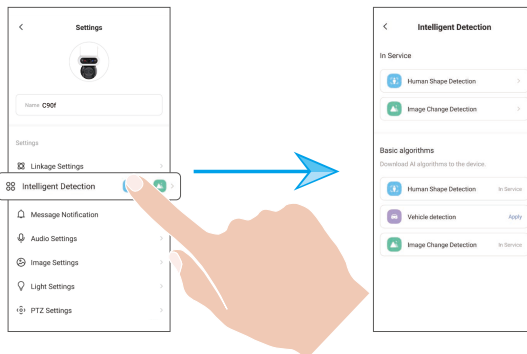 Settings
Name C90f
Settings
Linkage Settings
Intelligent Detection
Message Notification
Audio Settings
Image Settings
Light Settings
PTZ Settings
Intelligent Detection
In Service
Human Shape Detection
Image Change Detection
Basic algorithms
Download AI algorithms to the device.
Human Shape Detection In Service
Vehicle detection Apply
Image Change Detection In Service